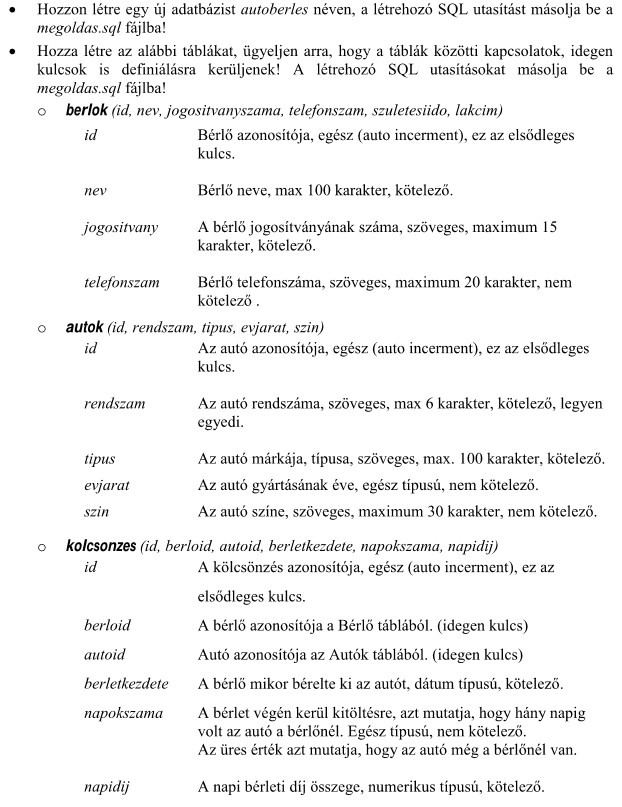 • Hozzon létre egy új adatbázist autoberles néven, a létrehozó SQL utasítást másolja be a
megoldas.sql fájlba!
• Hozza létre az alábbi táblákat, ügyeljen arra, hogy a táblák közötti kapcsolatok, idegen
kulcsok is definiálásra kerüljenek! A létrehozó SQL utasításokat másolja be a
megoldas.sql fájlba!
o berlok (id, nev, jogositvanyszama, telefonszam, szuletesiido, lakcim)
id Bérlő azonosítója, egész (auto incerment), ez az elsődleges
kulcs.
nev Bérlő neve, max 100 karakter, kötelező.
jogositvany A bérlő jogosítványának száma, szöveges, maximum 15
karakter, kötelező.
telefonszam Bérlő telefonszáma, szöveges, maximum 20 karakter, nem
kötelező .
o autok (id, rendszam, tipus, evjarat, szin)
id Az autó azonosítója, egész (auto incerment), ez az elsődleges
kulcs.
rendszam Az autó rendszáma, szöveges, max 6 karakter, kötelező, legyen
egyedi.
tipus Az autó márkája, típusa, szöveges, max. 100 karakter, kötelező.
evjarat Az autó gyártásának éve, egész típusú, nem kötelező.
szin Az autó színe, szöveges, maximum 30 karakter, nem kötelező.
o kolcsonzes (id, berloid, autoid, berletkezdete, napokszama, napidij)
id A kölcsönzés azonosítója, egész (auto incerment), ez az
elsődleges kulcs.
berloid A bérlő azonosítója a Bérlő táblából. (idegen kulcs)
autoid Autó azonosítója az Autók táblából. (idegen kulcs)
berletkezdete A bérlő mikor bérelte ki az autót, dátum típusú, kötelező.
napokszama A bérlet végén kerül kitöltésre, azt mutatja, hogy hány napig
volt az autó a bérlőnél. Egész típusú, nem kötelező.
Az üres érték azt mutatja, hogy az autó még a bérlőnél van.
napidij A napi bérleti díj összege, numerikus típusú, kötelező.